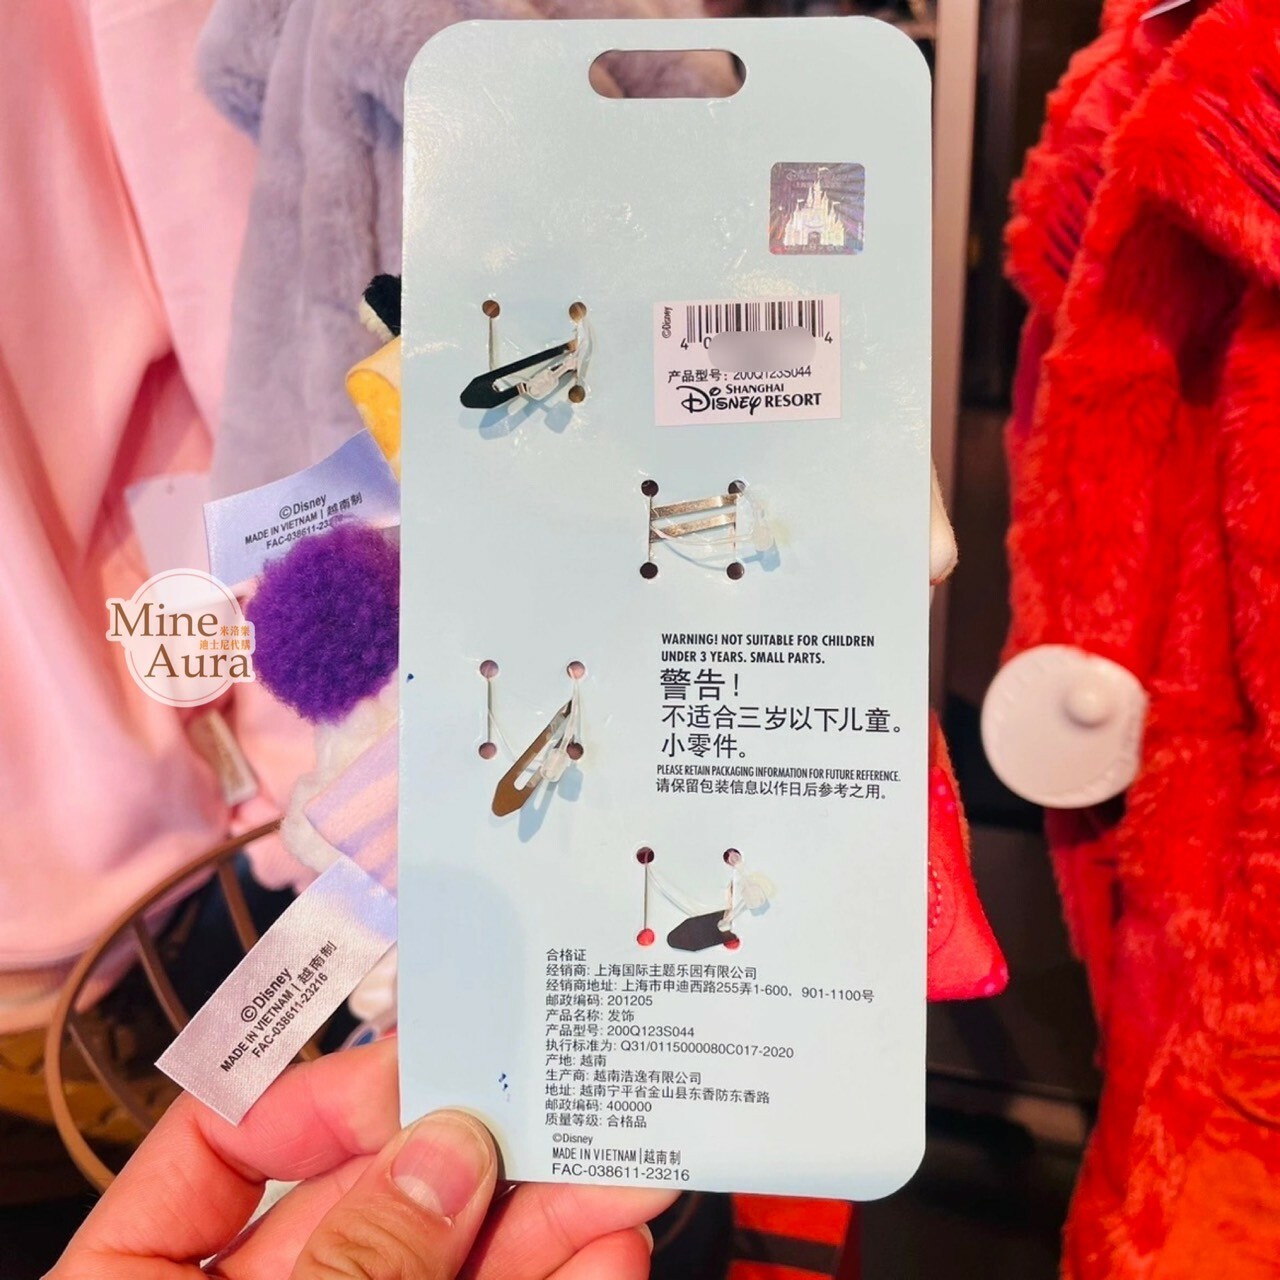 ©Disney
4 0 4
产品型号: 200Q123S044
SHANGHAI
Disney RESORT
©Disney
MADE IN VIETNAM | 越南制
FAC-038611-23216
Mine
米洛樂
迪士尼代購
Aura
WARNING! NOT SUITABLE FOR CHILDREN
UNDER 3 YEARS. SMALL PARTS.
警告！
不适合三岁以下儿童。
小零件。
PLEASE RETAIN PACKAGING INFORMATION FOR FUTURE REFERENCE.
请保留包装信息以作日后参考之用。
©Disney
MADE IN VIETNAM | 越南制
FAC-038611-23216
合格证
经销商: 上海国际主题乐园有限公司
经销商地址: 上海市申迪西路255弄1-600，901-1100号
邮政编码: 201205
产品名称: 发饰
产品型号: 200Q123S044
执行标准为: Q31/0115000080C017-2020
产地: 越南
生产商: 越南浩逸有限公司
地址: 越南宁平省金山县东香防东香路
邮政编码: 400000
质量等级: 合格品
©Disney
MADE IN VIETNAM | 越南制
FAC-038611-23216